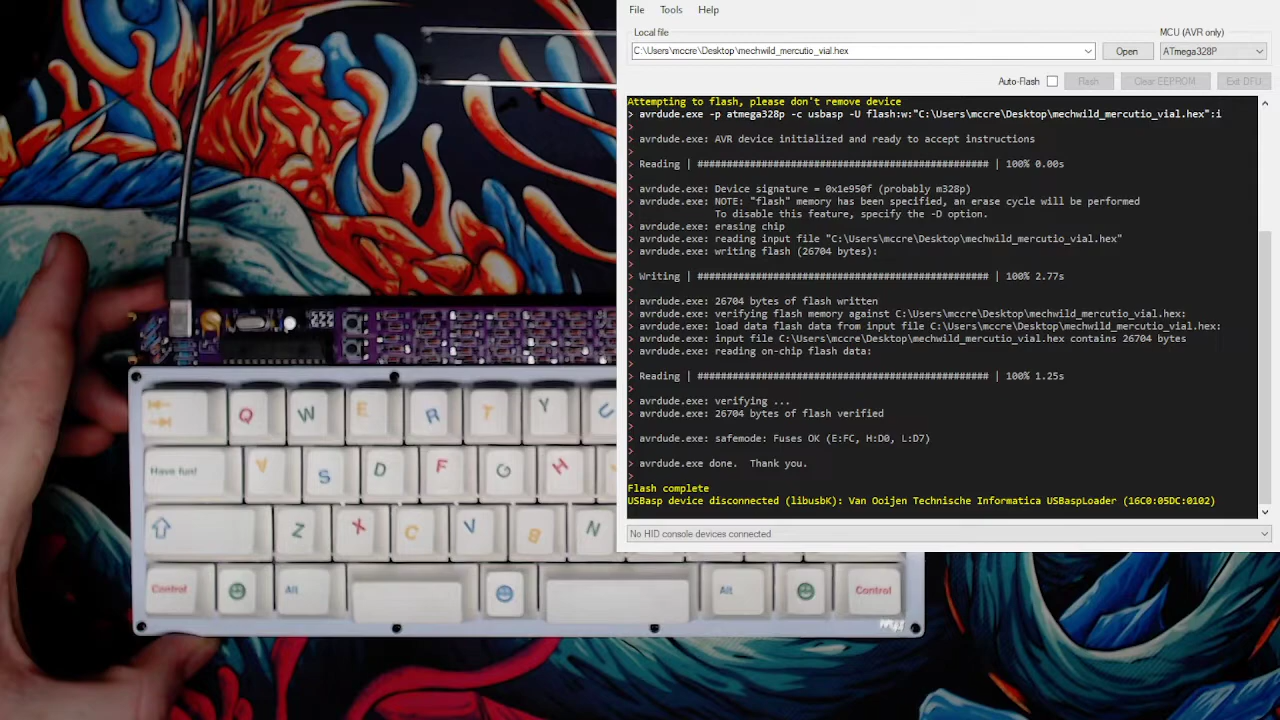 File Tools Help
Local file MCU (AVR only)
C:\Users\mccre\Desktop\mechwild_mercutio_vial.hex Open ATmega328P
Auto-Flash Flash Clear EEPROM Exit DFU
Attempting to flash, please don't remove device
> avrdude.exe -p atmega328p -c usbasp -U flash:w:"C:\Users\mccre\Desktop\mechwild_mercutio_vial.hex":i
>
> avrdude.exe: AVR device initialized and ready to accept instructions
>
> Reading | ################################################## | 100% 0.00s
>
> avrdude.exe: Device signature = 0x1e950f (probably m328p)
> avrdude.exe: NOTE: "flash" memory has been specified, an erase cycle will be performed
> To disable this feature, specify the -D option.
> avrdude.exe: erasing chip
> avrdude.exe: reading input file "C:\Users\mccre\Desktop\mechwild_mercutio_vial.hex"
> avrdude.exe: writing flash (26704 bytes):
>
> Writing | ################################################## | 100% 2.77s
>
> avrdude.exe: 26704 bytes of flash written
> avrdude.exe: verifying flash memory against C:\Users\mccre\Desktop\mechwild_mercutio_vial.hex:
> avrdude.exe: load data flash data from input file C:\Users\mccre\Desktop\mechwild_mercutio_vial.hex:
> avrdude.exe: input file C:\Users\mccre\Desktop\mechwild_mercutio_vial.hex contains 26704 bytes
> avrdude.exe: reading on-chip flash data:
>
> Reading | ################################################## | 100% 1.25s
>
> avrdude.exe: verifying ...
> avrdude.exe: 26704 bytes of flash verified
>
> avrdude.exe: safemode: Fuses OK (E:FC, H:D0, L:D7)
>
> avrdude.exe done.  Thank you.
>
Flash complete
USBasp device disconnected (libusbK): Van Ooijen Technische Informatica USBaspLoader (16C0:05DC:0102)
No HID console devices connected
Q W E R T Y U
Have fun! A S D F G H
Z X C V B N
Control Alt Alt Control